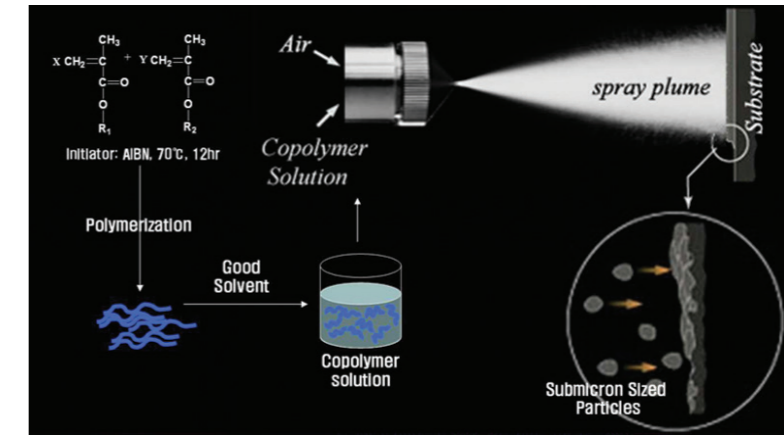 CH₃
CH₃
X CH₂=C
+ Y CH₂=C
C=O
C=O
O
O
R₁
R₂
Initiator: AIBN, 70℃, 12hr
Polymerization
Good
Solvent
Copolymer
solution
Air
Copolymer
Solution
spray plume
Substrate
Submicron Sized
Particles